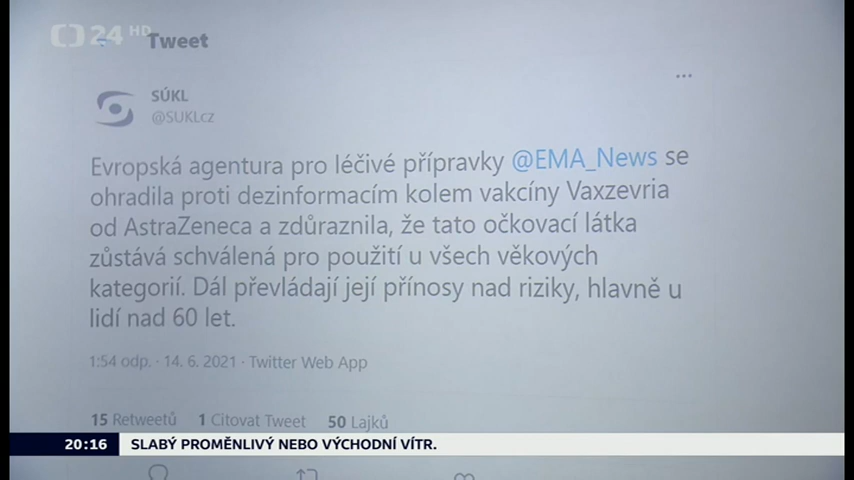 24 HD
Tweet
SÚKL
@SUKLcz
Evropská agentura pro léčivé přípravky @EMA_News se
ohradila proti dezinformacím kolem vakcíny Vaxzevria
od AstraZeneca a zdůraznila, že tato očkovací látka
zůstává schválená pro použití u všech věkových
kategorií. Dál převládají její přínosy nad riziky, hlavně u
lidí nad 60 let.
1:54 odp. · 14. 6. 2021 · Twitter Web App
15 Retweetů 1 Citovat Tweet 50 Lajků
20:16 SLABÝ PROMĚNLIVÝ NEBO VÝCHODNÍ VÍTR.